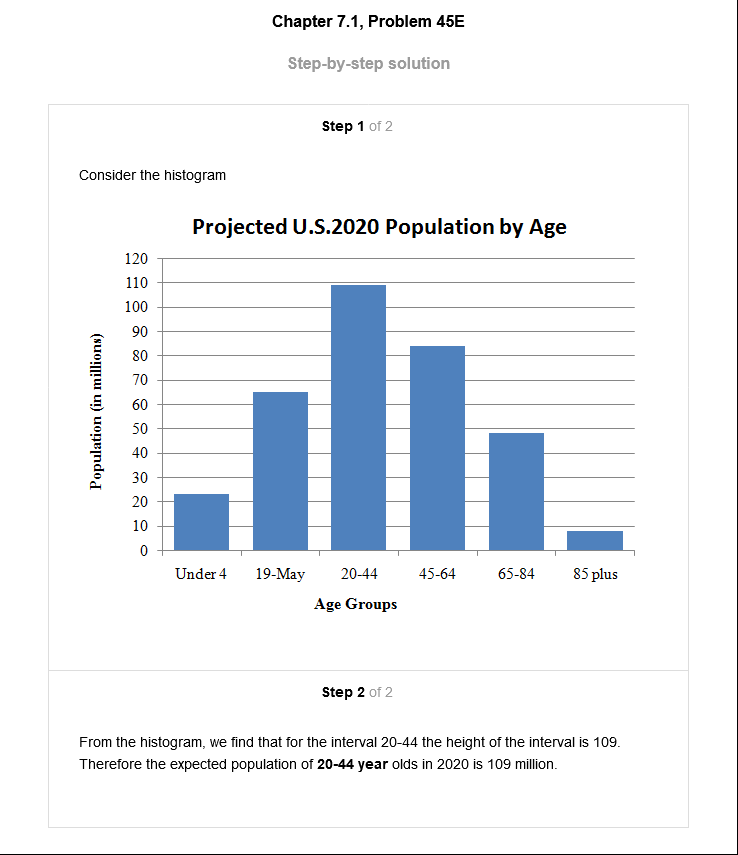 Chapter 7.1, Problem 45E
Step-by-step solution
Step 1 of 2
Consider the histogram
Projected U.S.2020 Population by Age
120
110
100
90
80
70
60
50
40
30
20
10
0
Population (in millions)
Under 4 19-May 20-44 45-64 65-84 85 plus
Age Groups
Step 2 of 2
From the histogram, we find that for the interval 20-44 the height of the interval is 109.
Therefore the expected population of 20-44 year olds in 2020 is 109 million.